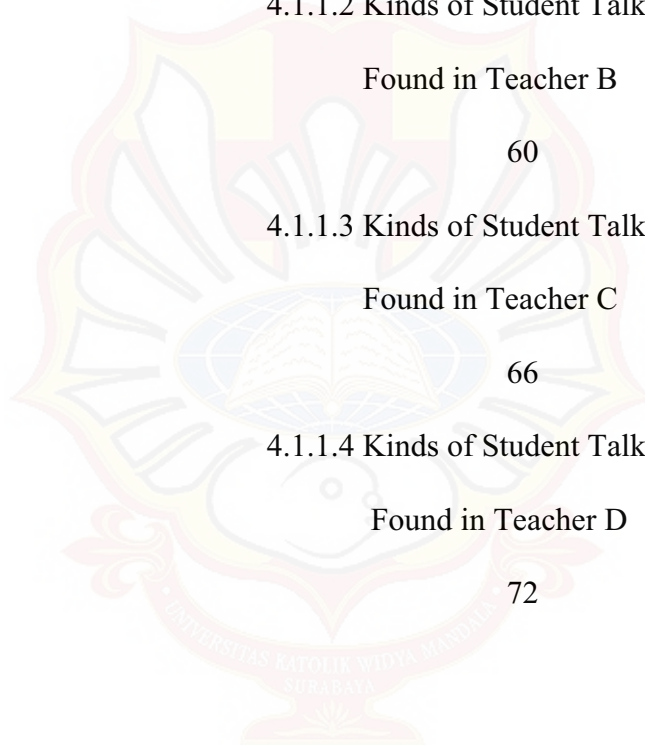 4.1.1.2 Kinds of Student Talk
Found in Teacher B
60
4.1.1.3 Kinds of Student Talk
Found in Teacher C
66
4.1.1.4 Kinds of Student Talk
Found in Teacher D
72
UNIVERSITAS KATOLIK WIDYA MANDALA
SURABAYA